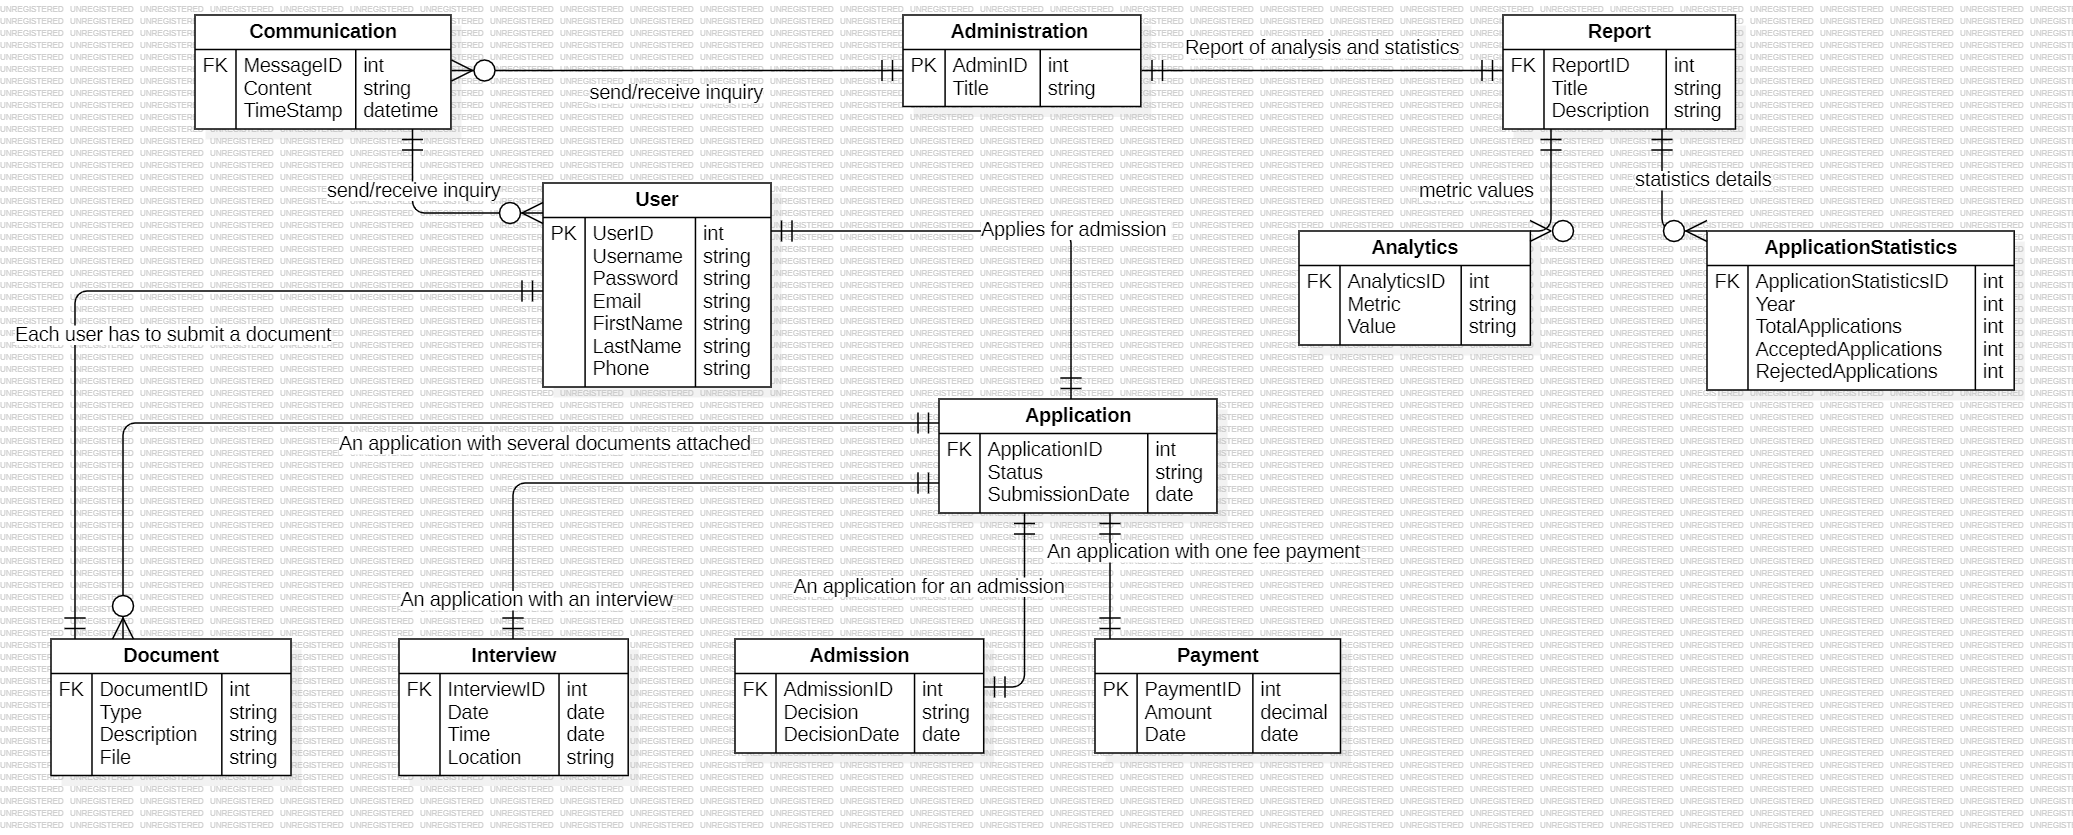 Communication
FK MessageID int
Content string
TimeStamp datetime
send/receive inquiry
Administration
PK AdminID int
Title string
Report of analysis and statistics
Report
FK ReportID int
Title string
Description string
send/receive inquiry
User
PK UserID int
Username string
Password string
Email string
FirstName string
LastName string
Phone string
Applies for admission
metric values
statistics details
Analytics
FK AnalyticsID int
Metric string
Value string
ApplicationStatistics
FK ApplicationStatisticsID int
Year int
TotalApplications int
AcceptedApplications int
RejectedApplications int
Each user has to submit a document
An application with several documents attached
Application
FK ApplicationID int
Status string
SubmissionDate date
An application with one fee payment
An application for an admission
An application with an interview
Document
FK DocumentID int
Type string
Description string
File string
Interview
FK InterviewID int
Date date
Time date
Location string
Admission
FK AdmissionID int
Decision string
DecisionDate date
Payment
PK PaymentID int
Amount decimal
Date date
UNREGISTERED